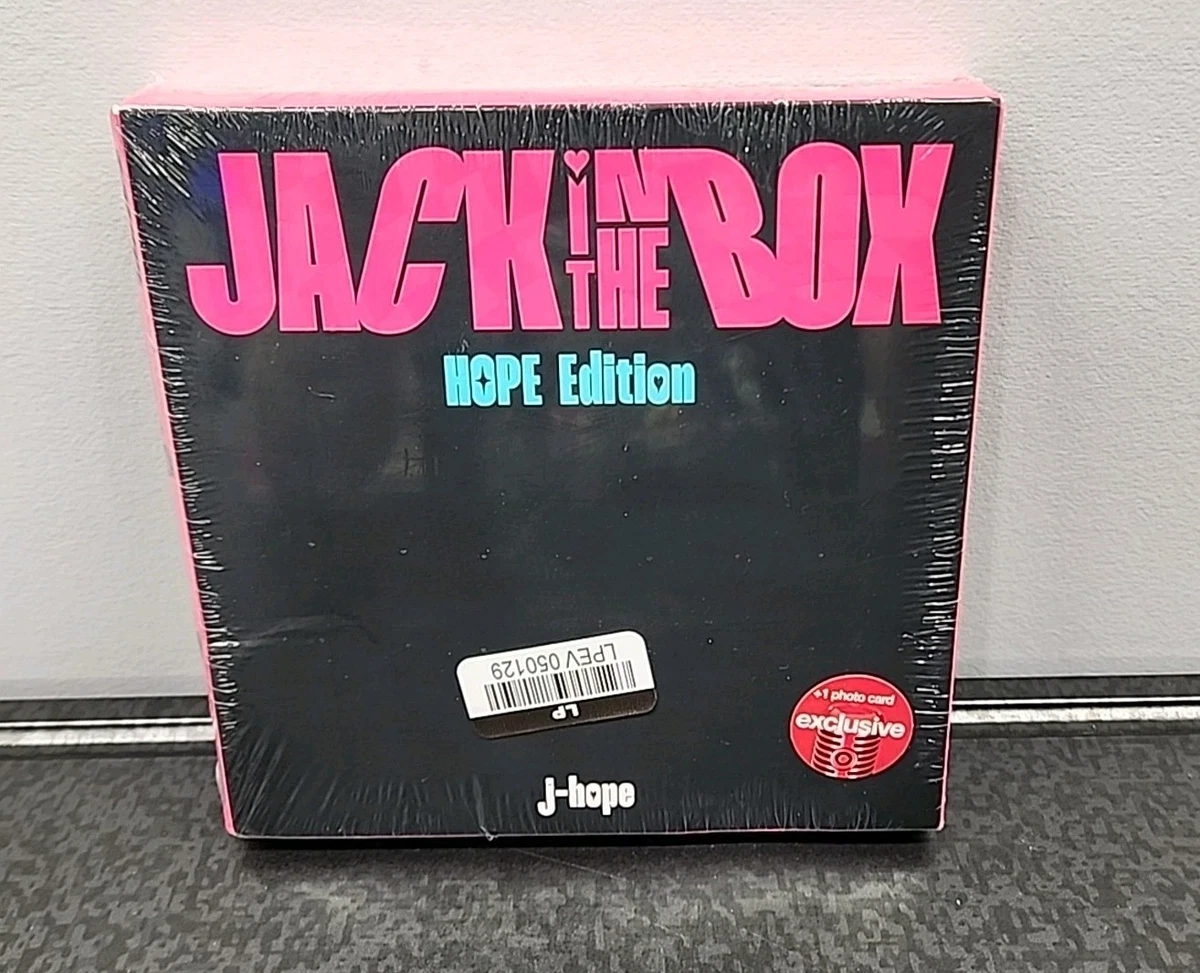 JACK IN THE BOX
HOPE Edition
LPEV 050129
LP
+1 photo card
exclusive
j-hope